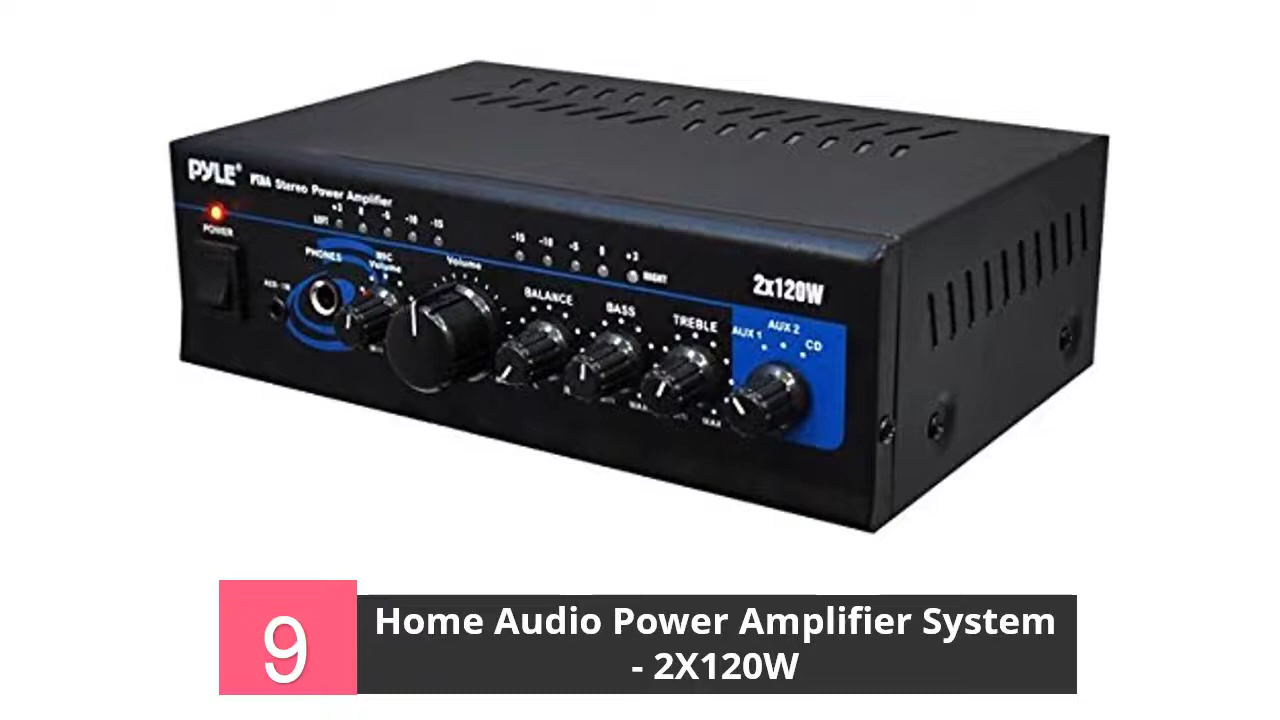 PYLE®
PTA4 Stereo Power Amplifier
2x120W
POWER
LEFT
+3 0 -5 -10 -15
-15 -10 -5 0 +3
RIGHT
PHONES
MIC
Volume
Volume
BALANCE
BASS
TREBLE
AUX 1
AUX 2
CD
MAX
9
Home Audio Power Amplifier System
- 2X120W